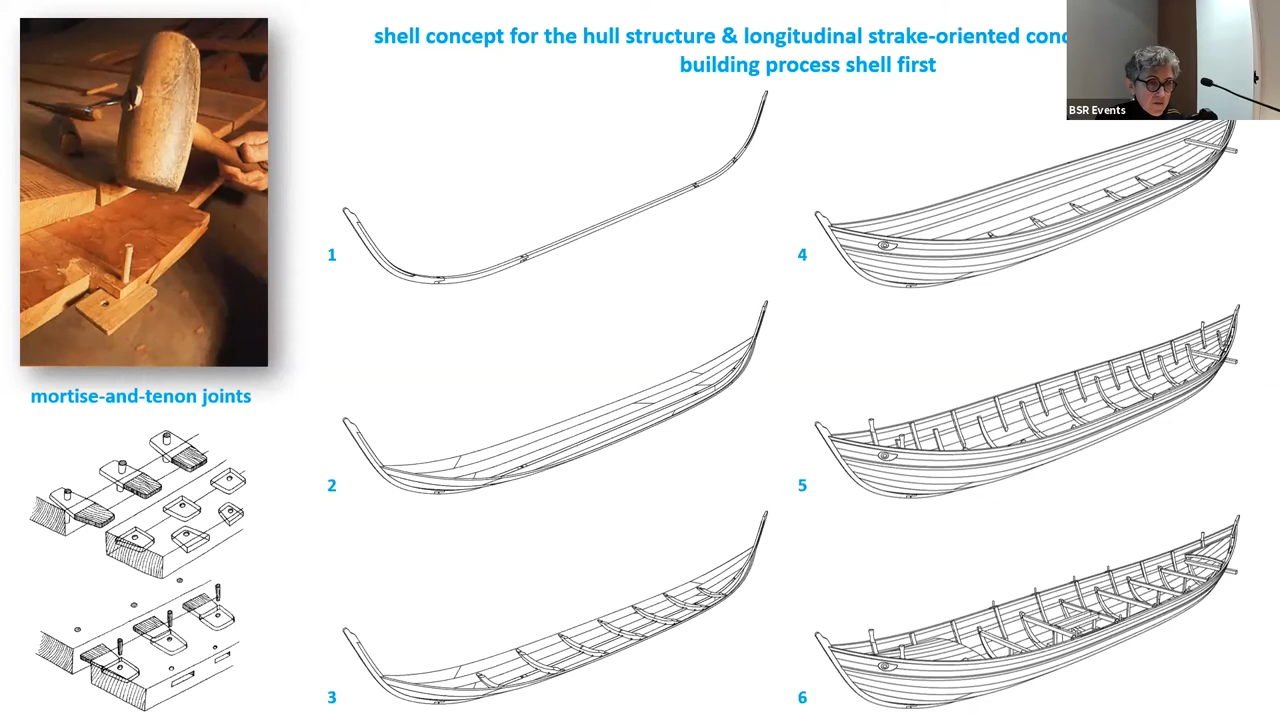 shell concept for the hull structure & longitudinal strake-oriented
building process shell first
BSR Events
1
4
mortise-and-tenon joints
2
5
3
6